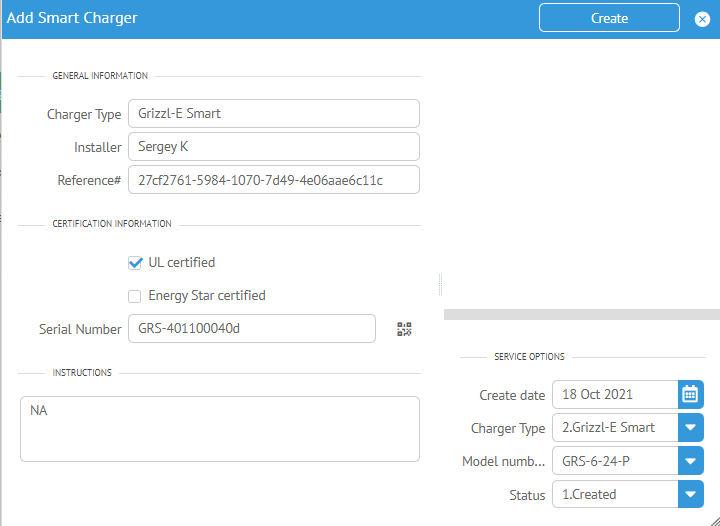 Add Smart Charger
Create
GENERAL INFORMATION
Charger Type Grizzl-E Smart
Installer Sergey K
Reference# 27cf2761-5984-1070-7d49-4e06aae6c11c
CERTIFICATION INFORMATION
UL certified
Energy Star certified
Serial Number GRS-401100040d
INSTRUCTIONS
NA
SERVICE OPTIONS
Create date 18 Oct 2021
Charger Type 2.Grizzl-E Smart
Model numb... GRS-6-24-P
Status 1.Created